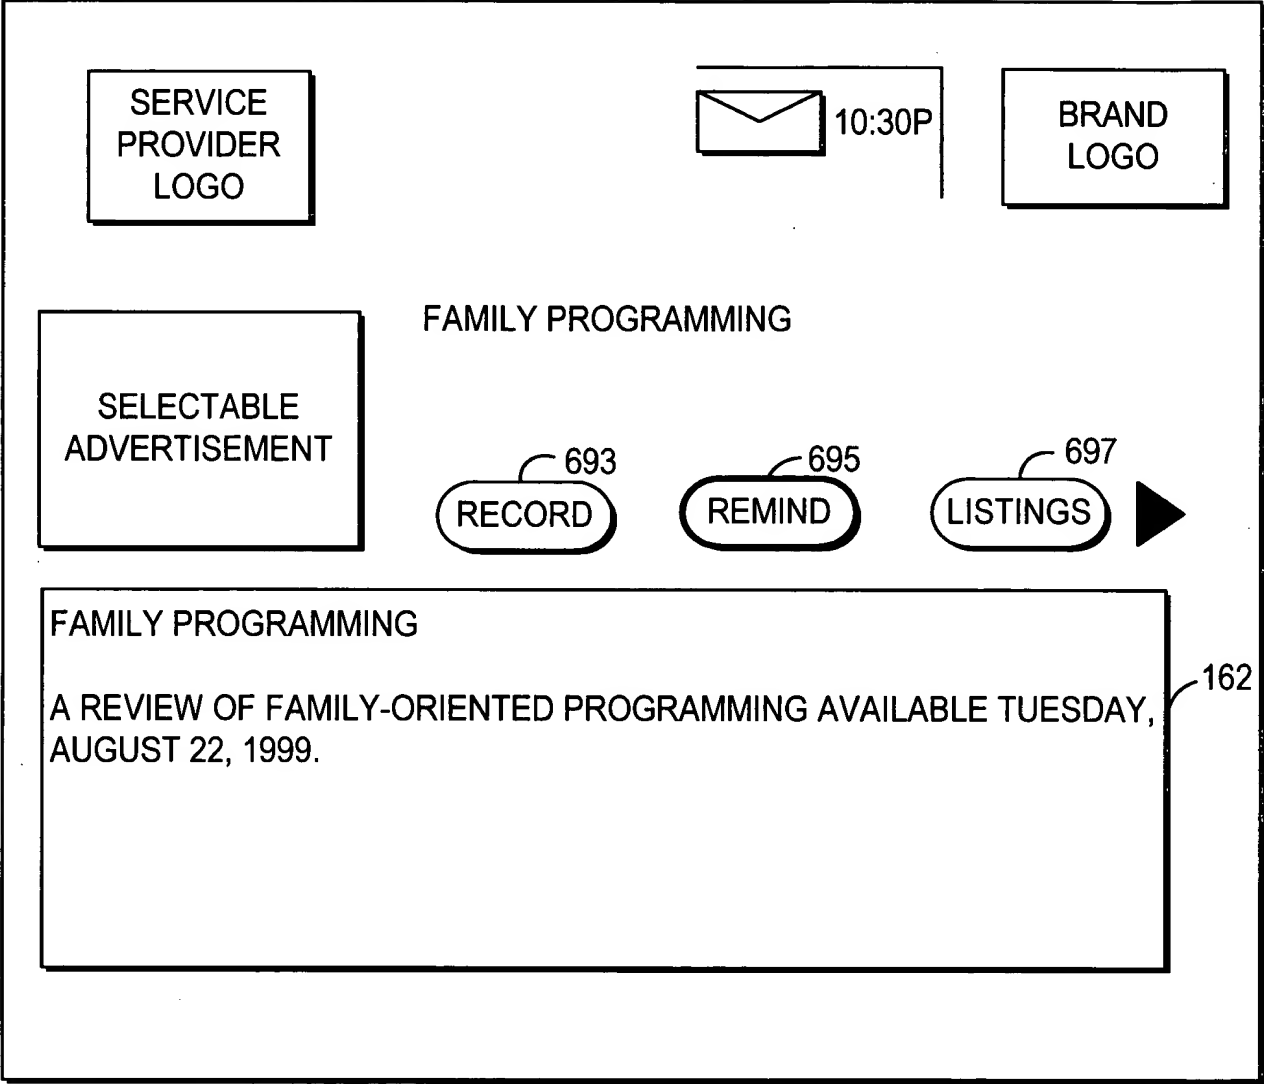 SERVICE
PROVIDER
LOGO
10:30P
BRAND
LOGO
FAMILY PROGRAMMING
SELECTABLE
ADVERTISEMENT
693
695
697
RECORD
REMIND
LISTINGS
FAMILY PROGRAMMING
162
A REVIEW OF FAMILY-ORIENTED PROGRAMMING AVAILABLE TUESDAY,
AUGUST 22, 1999.